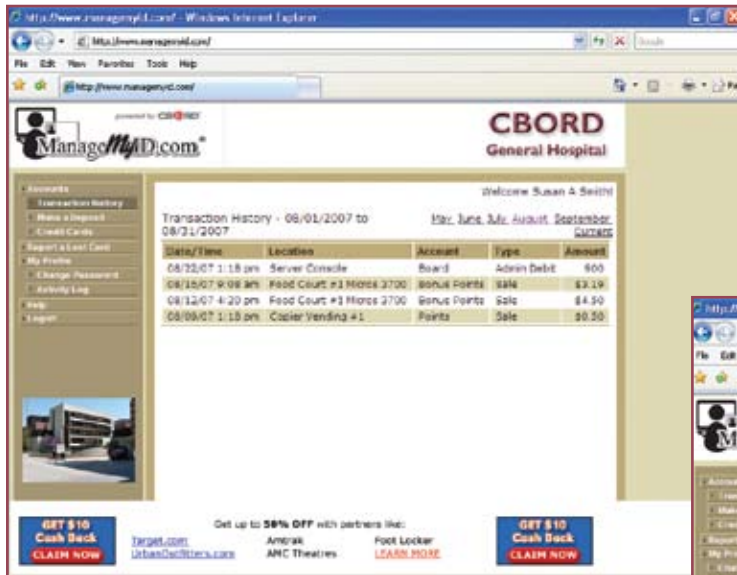 http://www.managemyid.com/ - Windows Internet Explorer
http://www.managemyid.com/
File Edit View Favorites Tools Help
http://www.managemyid.com/
powered by CBORD
ManageMyID.com
CBORD
General Hospital
Accounts
Transaction History
Make a Deposit
Credit Cards
Report a Lost Card
My Profile
Change Password
Activity Log
Help
Logout
Welcome Susan A Smith!
Transaction History - 08/01/2007 to 08/31/2007
May June July August September Current
Date/Time Location Account Type Amount
08/22/07 1:18 pm Server Console Board Admin Debit 600
08/16/07 9:08 am Food Court #1 Micros 3700 Bonus Points Sale $3.19
08/12/07 4:20 pm Food Court #1 Micros 3700 Bonus Points Sale $4.50
08/09/07 1:18 pm Copier Vending #1 Points Sale $0.50
GET $10 Cash Back CLAIM NOW
Get up to 50% OFF with partners like:
Target.com Amtrak Foot Locker
UrbanOutfitters.com AMC Theatres LEARN MORE
GET $10 Cash Back CLAIM NOW